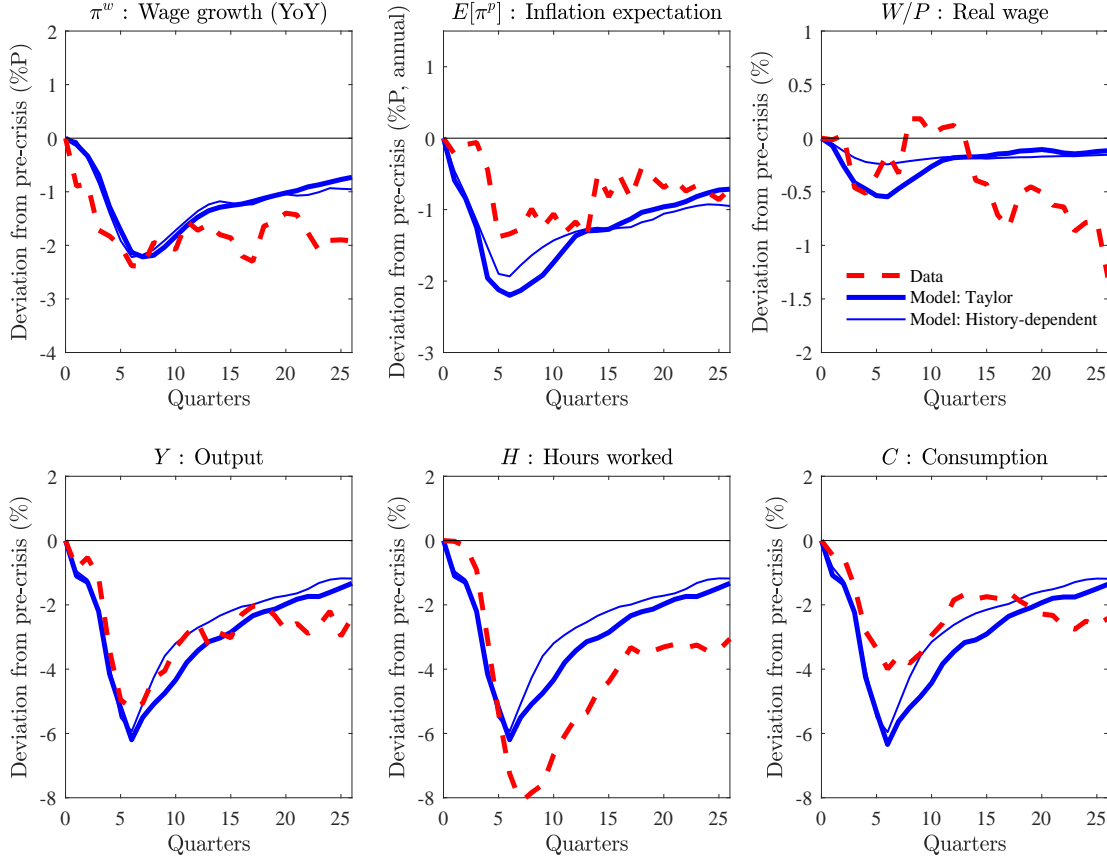 π^w : Wage growth (YoY)
Deviation from pre-crisis (%P)
2
1
0
-1
-2
-3
-4
0 5 10 15 20 25
Quarters
E[π^p] : Inflation expectation
Deviation from pre-crisis (%P, annual)
1
0
-1
-2
-3
0 5 10 15 20 25
Quarters
W/P : Real wage
Deviation from pre-crisis (%)
1
0.5
0
-0.5
-1
-1.5
-2
Data
Model: Taylor
Model: History-dependent
0 5 10 15 20 25
Quarters
Y : Output
Deviation from pre-crisis (%)
2
0
-2
-4
-6
-8
0 5 10 15 20 25
Quarters
H : Hours worked
Deviation from pre-crisis (%)
2
0
-2
-4
-6
-8
0 5 10 15 20 25
Quarters
C : Consumption
Deviation from pre-crisis (%)
2
0
-2
-4
-6
-8
0 5 10 15 20 25
Quarters